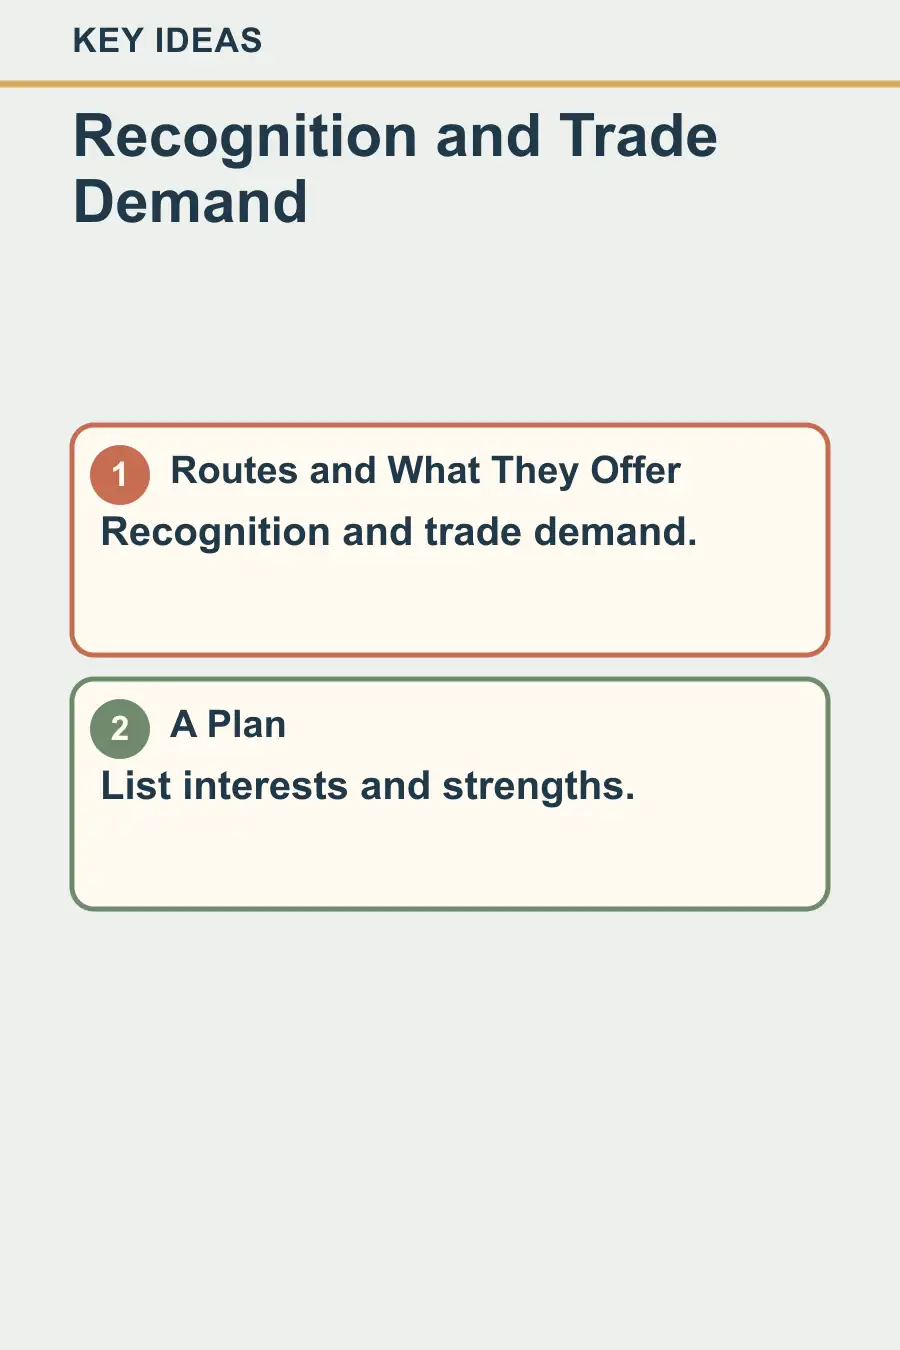 KEY IDEAS
Recognition and Trade
Demand
1 Routes and What They Offer
Recognition and trade demand.
2 A Plan
List interests and strengths.